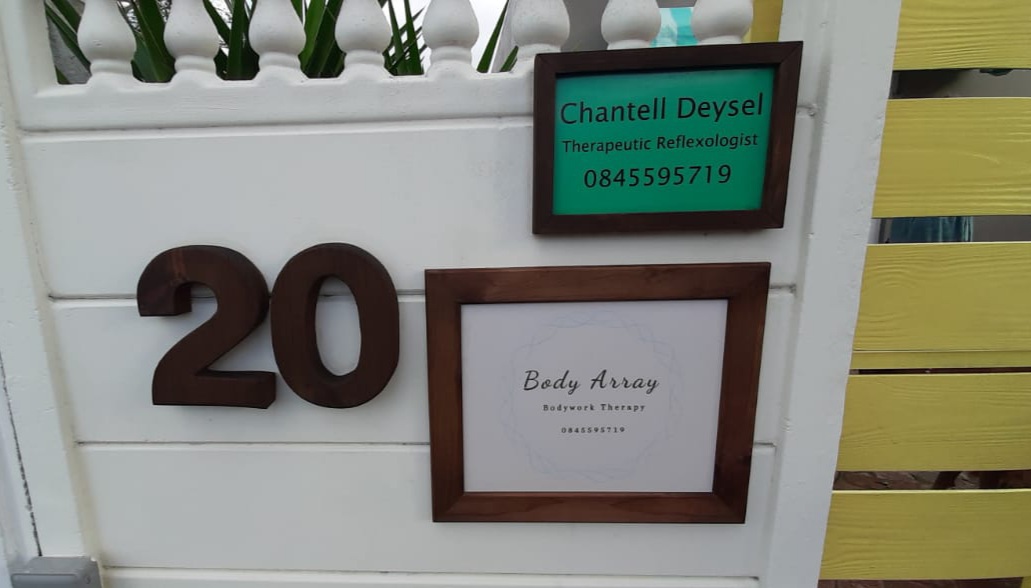 Chantell Deysel
Therapeutic Reflexologist
0845595719
20
Body Array
Bodywork Therapy
0845595719